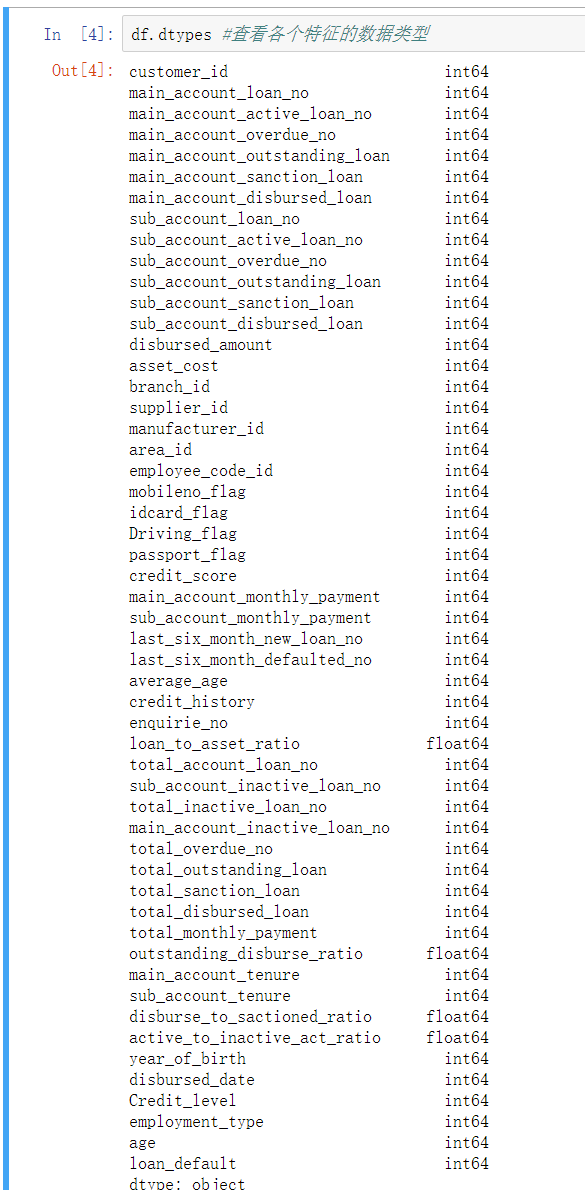 In [4]: df.dtypes #查看各个特征的数据类型
Out[4]: customer_id int64
main_account_loan_no int64
main_account_active_loan_no int64
main_account_overdue_no int64
main_account_outstanding_loan int64
main_account_sanction_loan int64
main_account_disbursed_loan int64
sub_account_loan_no int64
sub_account_active_loan_no int64
sub_account_overdue_no int64
sub_account_outstanding_loan int64
sub_account_sanction_loan int64
sub_account_disbursed_loan int64
disbursed_amount int64
asset_cost int64
branch_id int64
supplier_id int64
manufacturer_id int64
area_id int64
employee_code_id int64
mobileno_flag int64
idcard_flag int64
Driving_flag int64
passport_flag int64
credit_score int64
main_account_monthly_payment int64
sub_account_monthly_payment int64
last_six_month_new_loan_no int64
last_six_month_defaulted_no int64
average_age int64
credit_history int64
enquirie_no int64
loan_to_asset_ratio float64
total_account_loan_no int64
sub_account_inactive_loan_no int64
total_inactive_loan_no int64
main_account_inactive_loan_no int64
total_overdue_no int64
total_outstanding_loan int64
total_sanction_loan int64
total_disbursed_loan int64
total_monthly_payment int64
outstanding_disburse_ratio float64
main_account_tenure int64
sub_account_tenure int64
disburse_to_sactioned_ratio float64
active_to_inactive_act_ratio float64
year_of_birth int64
disbursed_date int64
Credit_level int64
employment_type int64
age int64
loan_default int64
dtype: object